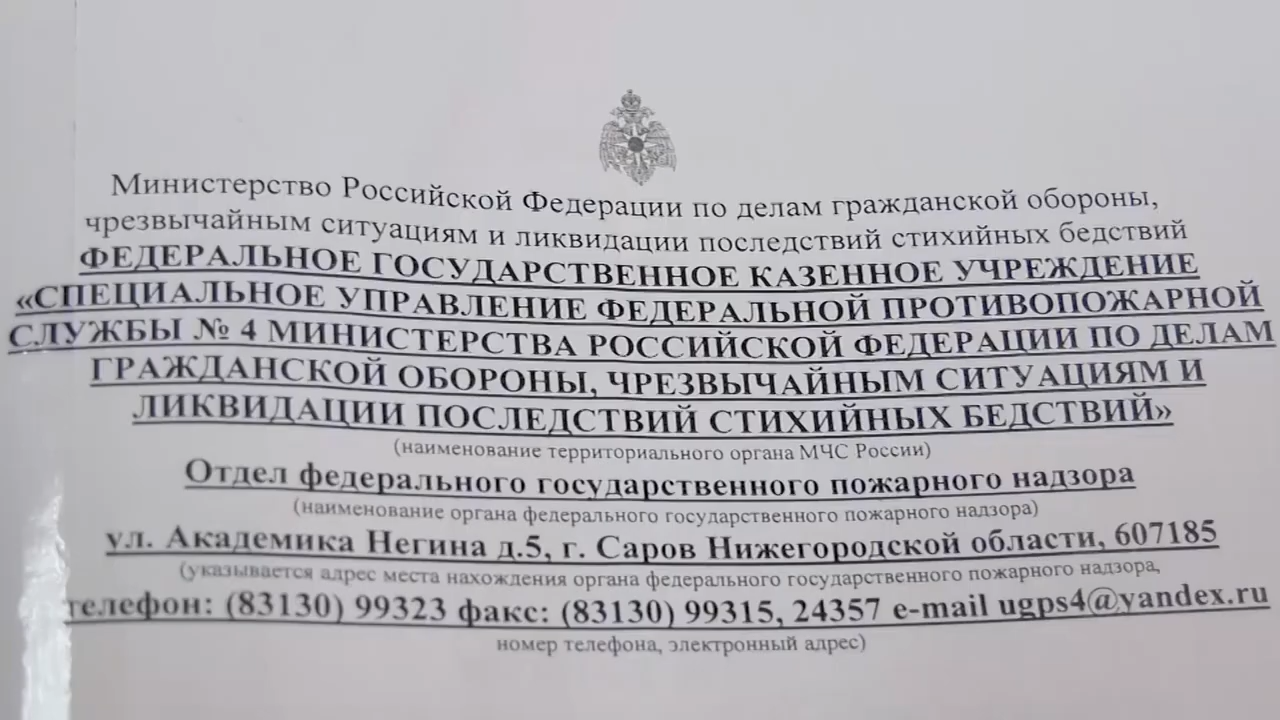 Министерство Российской Федерации по делам гражданской обороны,
чрезвычайным ситуациям и ликвидации последствий стихийных бедствий
ФЕДЕРАЛЬНОЕ ГОСУДАРСТВЕННОЕ КАЗЕННОЕ УЧРЕЖДЕНИЕ
«СПЕЦИАЛЬНОЕ УПРАВЛЕНИЕ ФЕДЕРАЛЬНОЙ ПРОТИВОПОЖАРНОЙ
СЛУЖБЫ № 4 МИНИСТЕРСТВА РОССИЙСКОЙ ФЕДЕРАЦИИ ПО ДЕЛАМ
ГРАЖДАНСКОЙ ОБОРОНЫ, ЧРЕЗВЫЧАЙНЫМ СИТУАЦИЯМ И
ЛИКВИДАЦИИ ПОСЛЕДСТВИЙ СТИХИЙНЫХ БЕДСТВИЙ»
(наименование территориального органа МЧС России)
Отдел федерального государственного пожарного надзора
(наименование органа федерального государственного пожарного надзора)
ул. Академика Негина д.5, г. Саров Нижегородской области, 607185
(указывается адрес места нахождения органа федерального государственного пожарного надзора,
телефон: (83130) 99323 факс: (83130) 99315, 24357 e-mail ugps4@yandex.ru
номер телефона, электронный адрес)